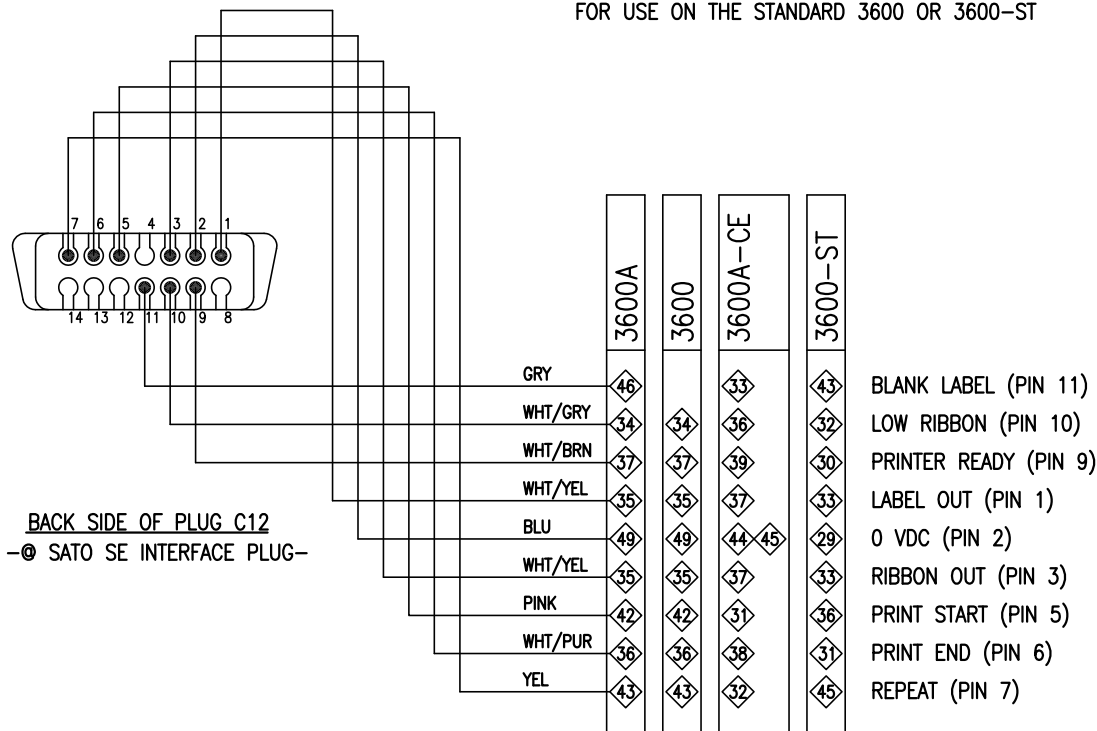 FOR USE ON THE STANDARD 3600 OR 3600-ST
7 6 5 4 3 2 1
14 13 12 11 10 9 8
BACK SIDE OF PLUG C12
-@ SATO SE INTERFACE PLUG-
3600A 3600 3600A-CE 3600-ST
GRY 46 33 43 BLANK LABEL (PIN 11)
WHT/GRY 34 34 36 32 LOW RIBBON (PIN 10)
WHT/BRN 37 37 39 30 PRINTER READY (PIN 9)
WHT/YEL 35 35 37 33 LABEL OUT (PIN 1)
BLU 49 49 44 45 29 0 VDC (PIN 2)
WHT/YEL 35 35 37 33 RIBBON OUT (PIN 3)
PINK 42 42 31 36 PRINT START (PIN 5)
WHT/PUR 36 36 38 31 PRINT END (PIN 6)
YEL 43 43 32 45 REPEAT (PIN 7)